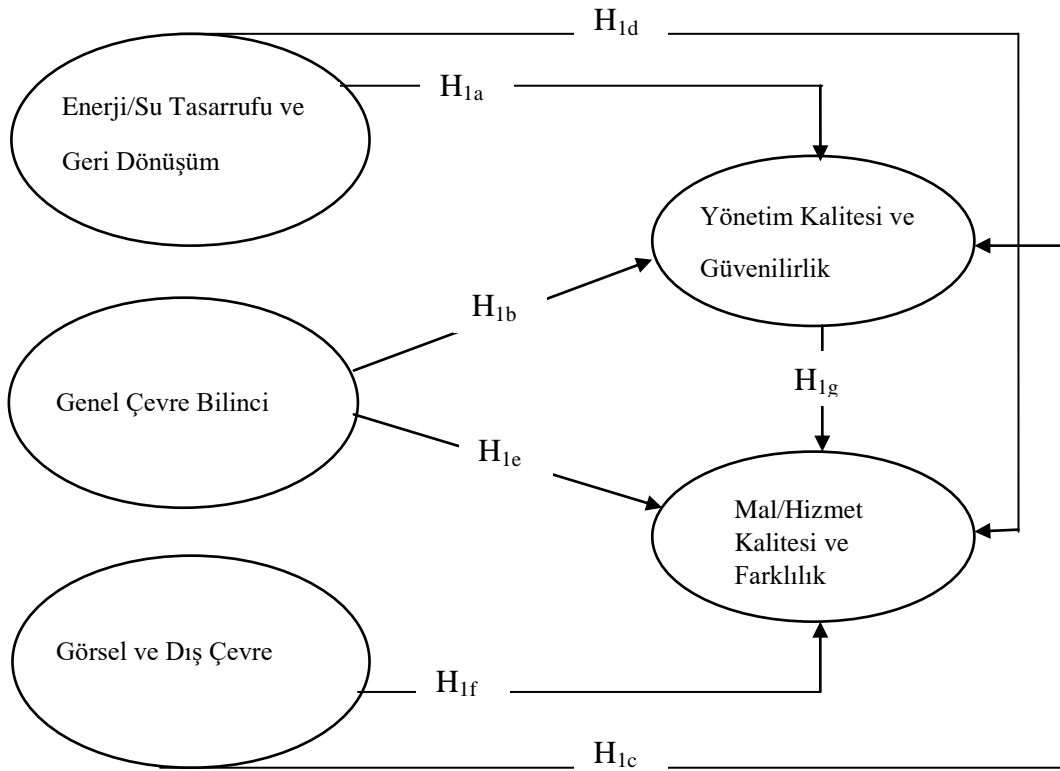 H1d
H1a
Enerji/Su Tasarrufu ve
Geri Dönüşüm
Yönetim Kalitesi ve
Güvenilirlik
H1b
H1g
Genel Çevre Bilinci
H1e
Mal/Hizmet
Kalitesi ve
Farklılık
Görsel ve Dış Çevre
H1f
H1c